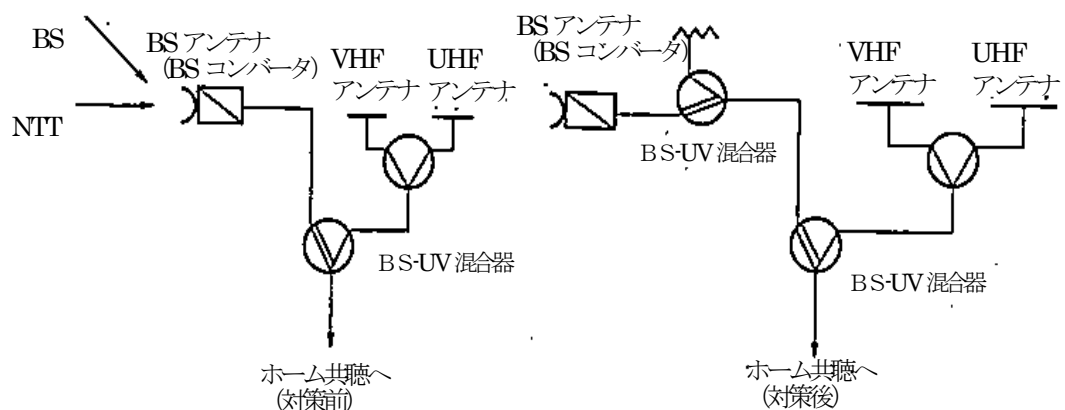 BS
BSアンテナ
(BSコンバータ)
NTT
VHF
アンテナ
UHF
アンテナ
BS-UV混合器
ホーム共聴へ
(対策前)
BSアンテナ
(BSコンバータ)
BS-UV混合器
VHF
アンテナ
UHF
アンテナ
BS-UV混合器
ホーム共聴へ
(対策後)